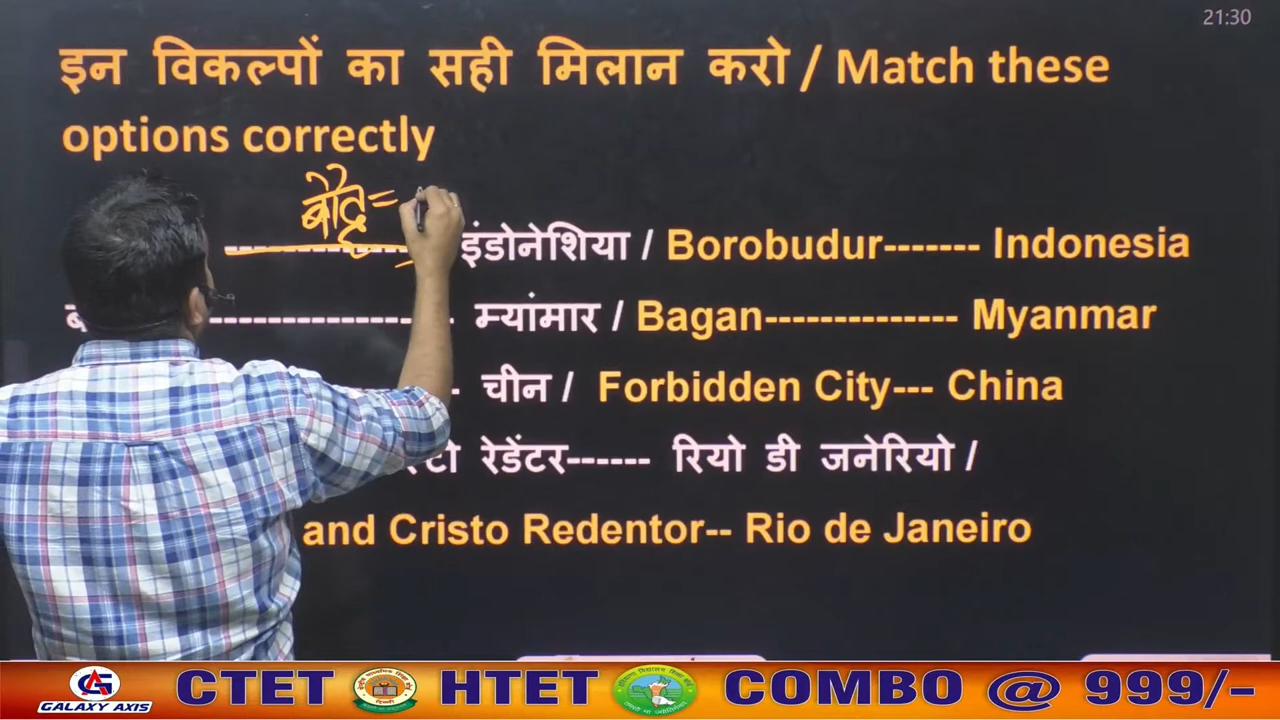 21:30
इन विकल्पों का सही मिलान करो / Match these
options correctly
बौद्ध =
----------- इंडोनेशिया / Borobudur------- Indonesia
----------------- म्यांमार / Bagan-------------- Myanmar
- चीन / Forbidden City--- China
रेडेंटर------ रियो डी जनेरियो /
and Cristo Redentor-- Rio de Janeiro
GALAXY AXIS
CTET HTET COMBO @ 999/-